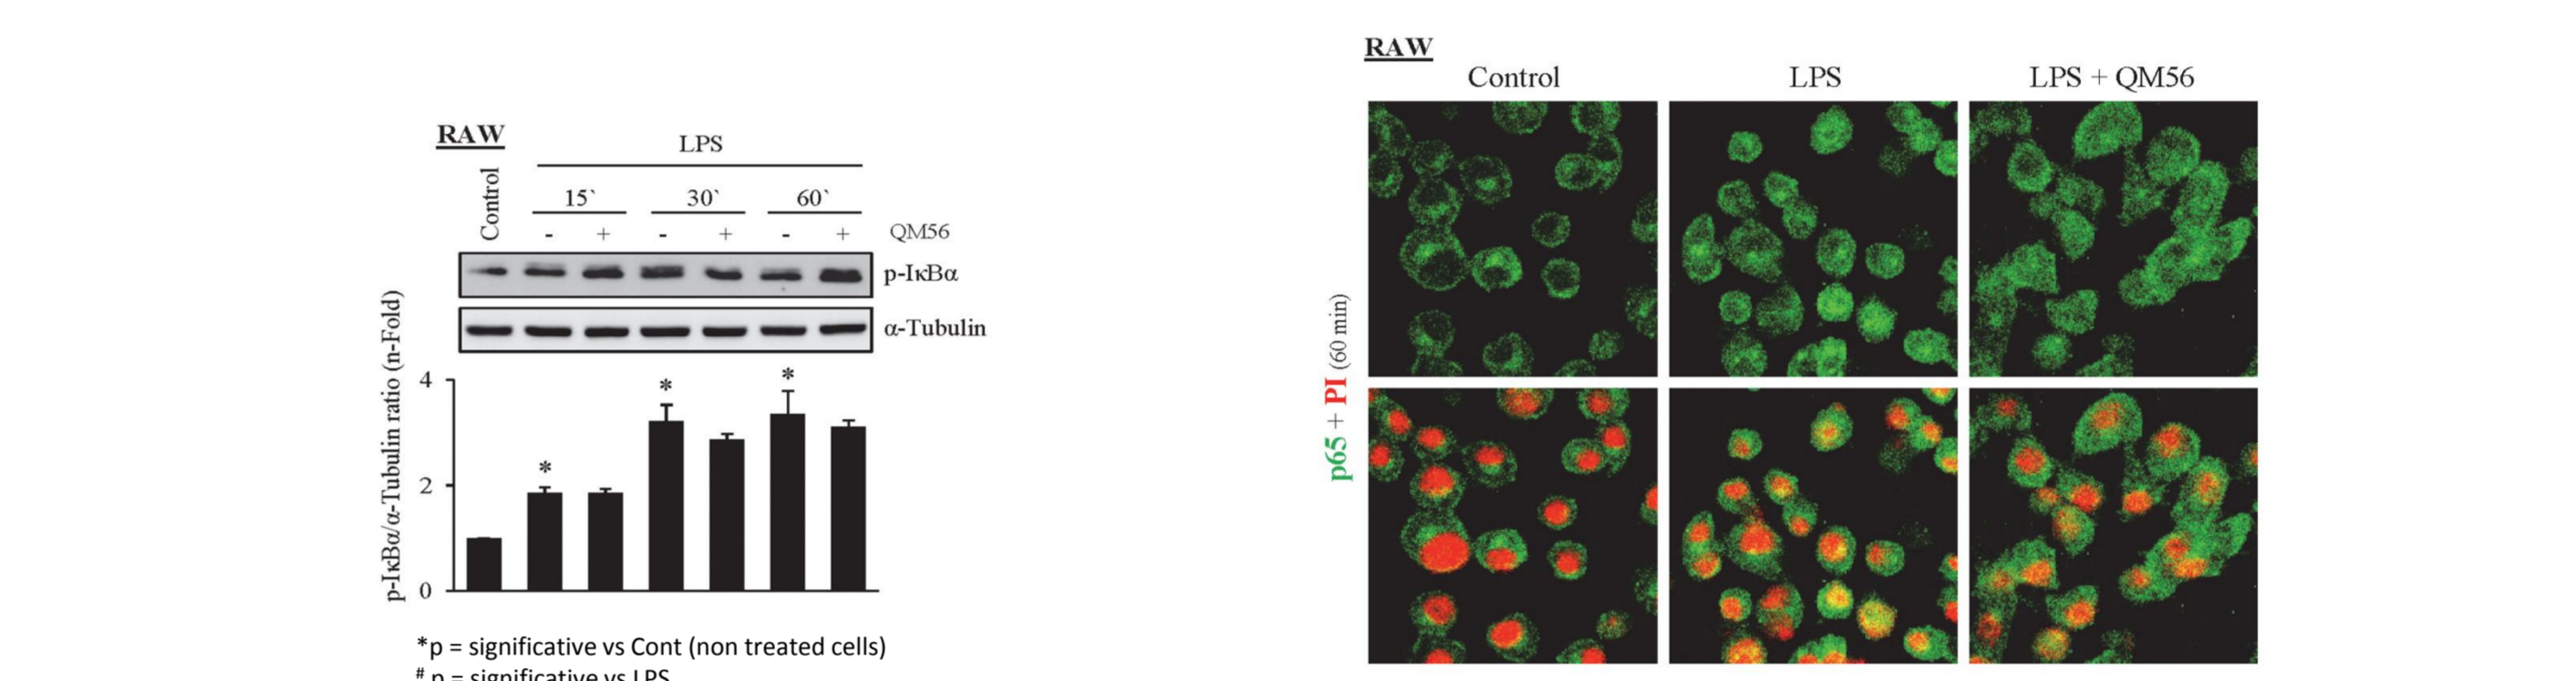 RAW
LPS
Control
15` 30` 60`
- + - + - + QM56
p-IκBα
α-Tubulin
p-IκBα/α-Tubulin ratio (n-Fold)
4
2
0
* * *
*p = significative vs Cont (non treated cells)
# p = significative vs LPS
RAW
Control LPS LPS + QM56
p65 + PI (60 min)